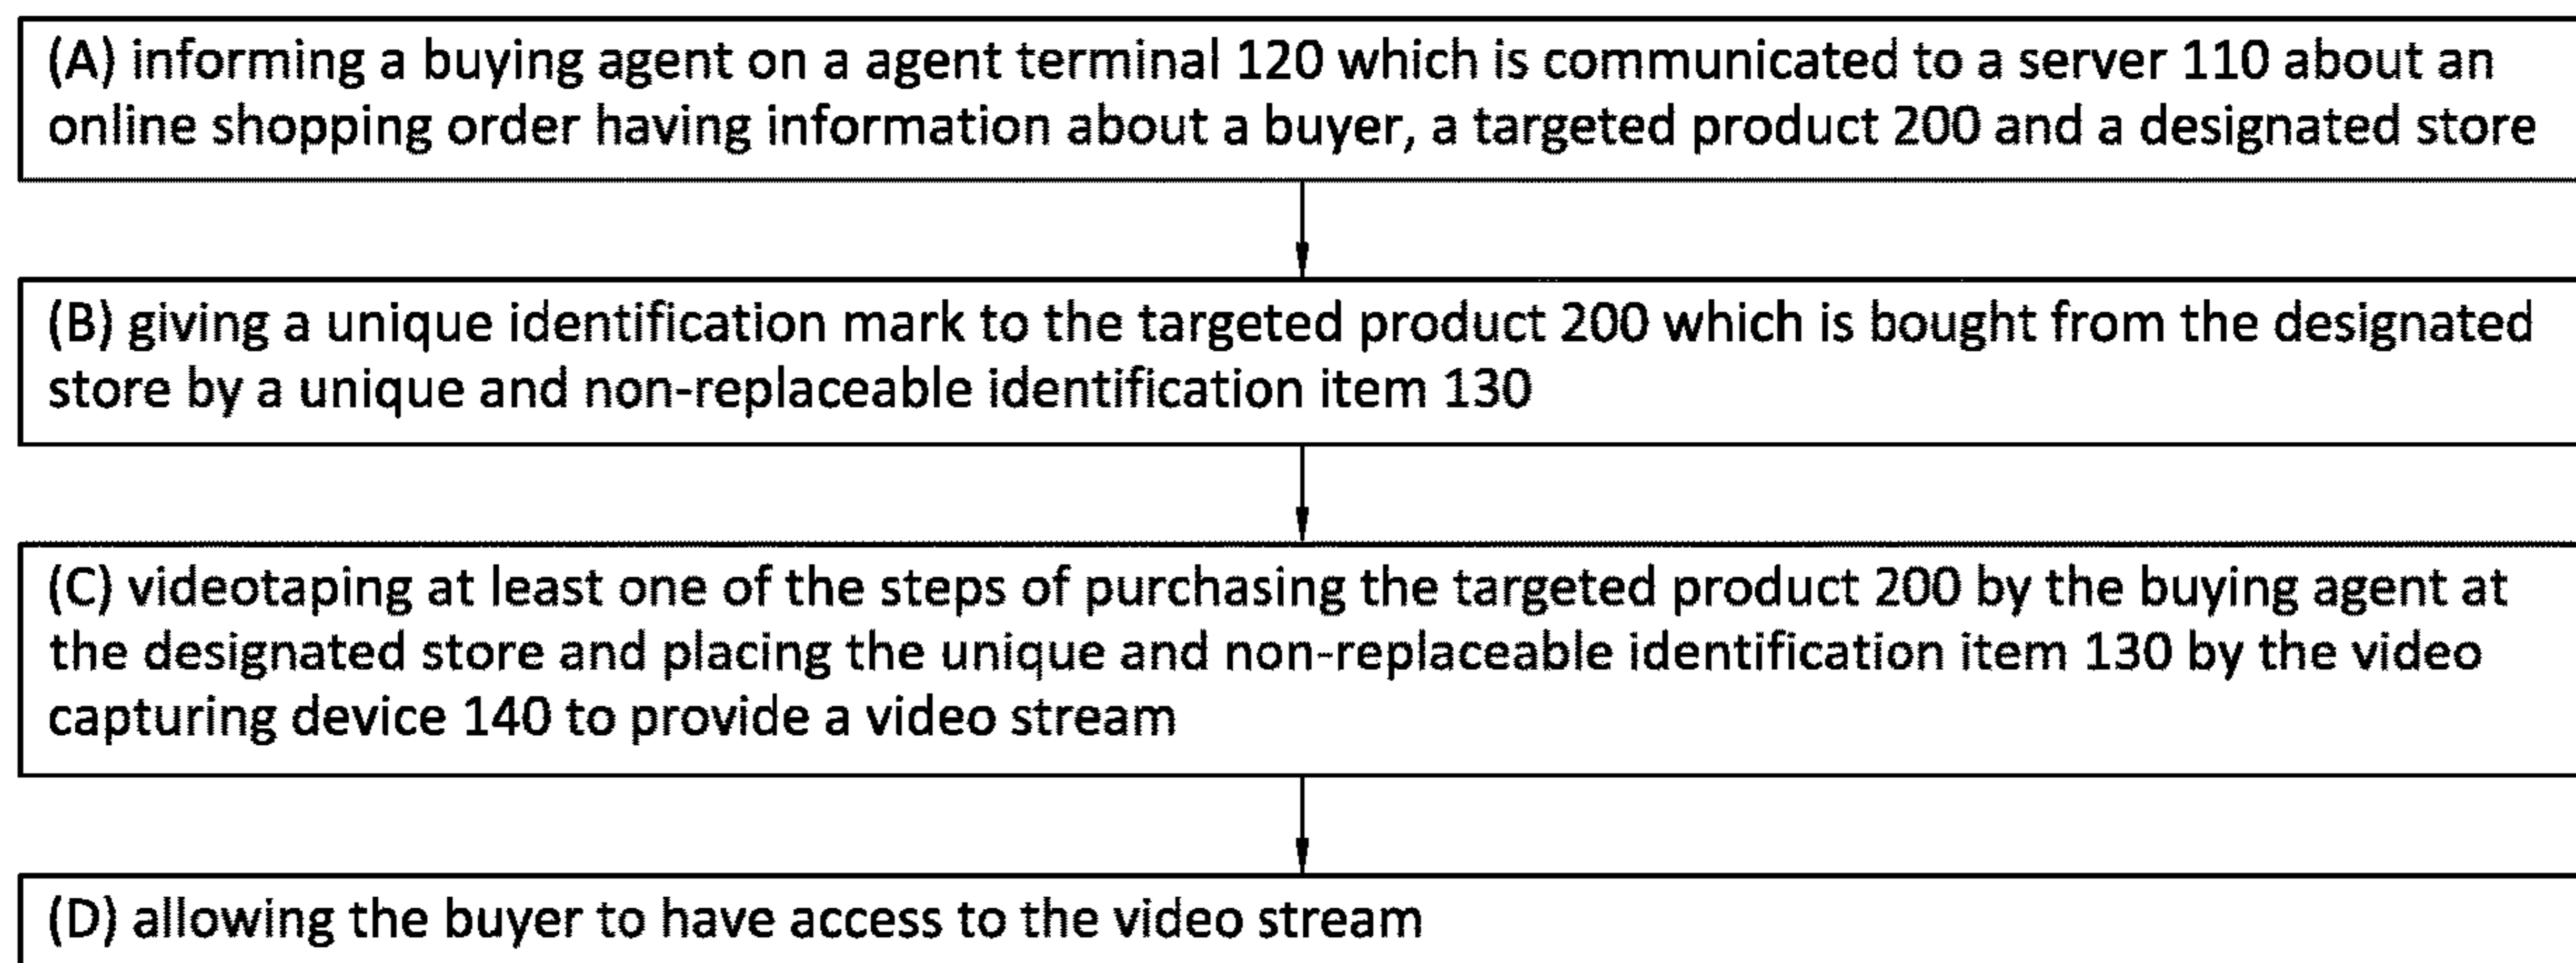 (A) informing a buying agent on a agent terminal 120 which is communicated to a server 110 about an
online shopping order having information about a buyer, a targeted product 200 and a designated store
(B) giving a unique identification mark to the targeted product 200 which is bought from the designated
store by a unique and non-replaceable identification item 130
(C) videotaping at least one of the steps of purchasing the targeted product 200 by the buying agent at
the designated store and placing the unique and non-replaceable identification item 130 by the video
capturing device 140 to provide a video stream
(D) allowing the buyer to have access to the video stream